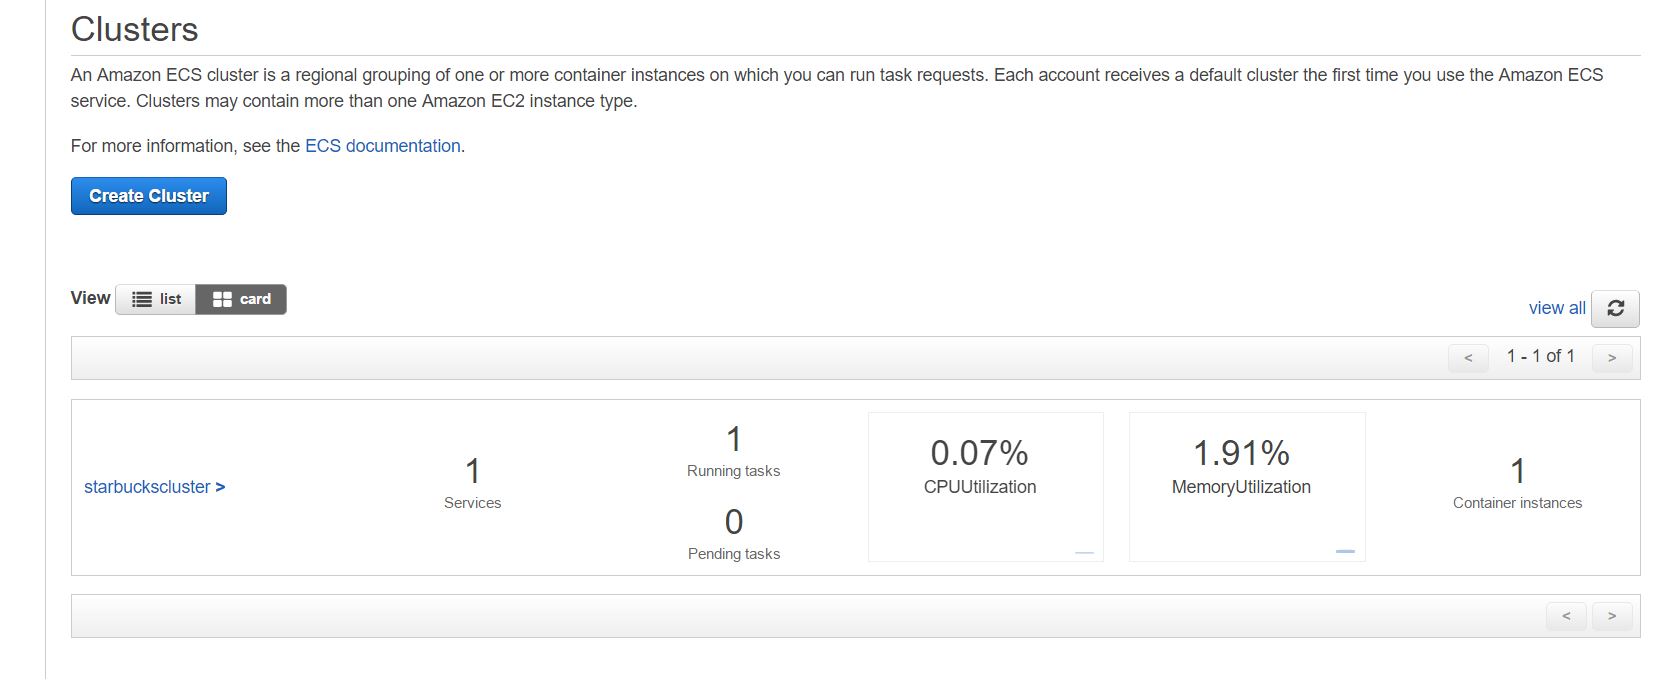 Clusters
An Amazon ECS cluster is a regional grouping of one or more container instances on which you can run task requests. Each account receives a default cluster the first time you use the Amazon ECS
service. Clusters may contain more than one Amazon EC2 instance type.
For more information, see the ECS documentation.
Create Cluster
View list card
view all
< 1 - 1 of 1 >
starbuckscluster >
1
Services
1
Running tasks
0
Pending tasks
0.07%
CPUUtilization
1.91%
MemoryUtilization
1
Container instances
< >